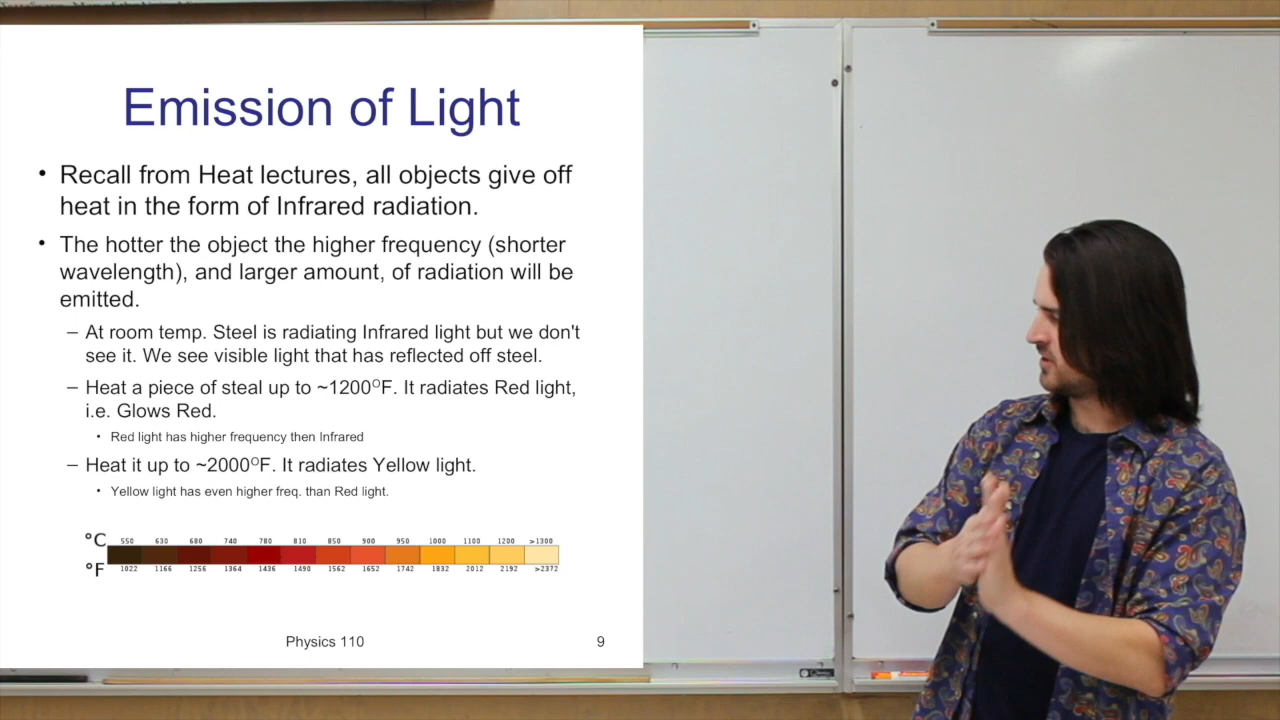 Emission of Light
• Recall from Heat lectures, all objects give off
heat in the form of Infrared radiation.
• The hotter the object the higher frequency (shorter
wavelength), and larger amount, of radiation will be
emitted.
– At room temp. Steel is radiating Infrared light but we don't
see it. We see visible light that has reflected off steel.
– Heat a piece of steal up to ~1200°F. It radiates Red light,
i.e. Glows Red.
• Red light has higher frequency then Infrared
– Heat it up to ~2000°F. It radiates Yellow light.
• Yellow light has even higher freq. than Red light.
°C 550 630 680 740 780 810 850 900 950 1000 1100 1200 >1300
°F 1022 1166 1256 1364 1436 1490 1562 1652 1742 1832 2012 2192 >2372
Physics 110 9